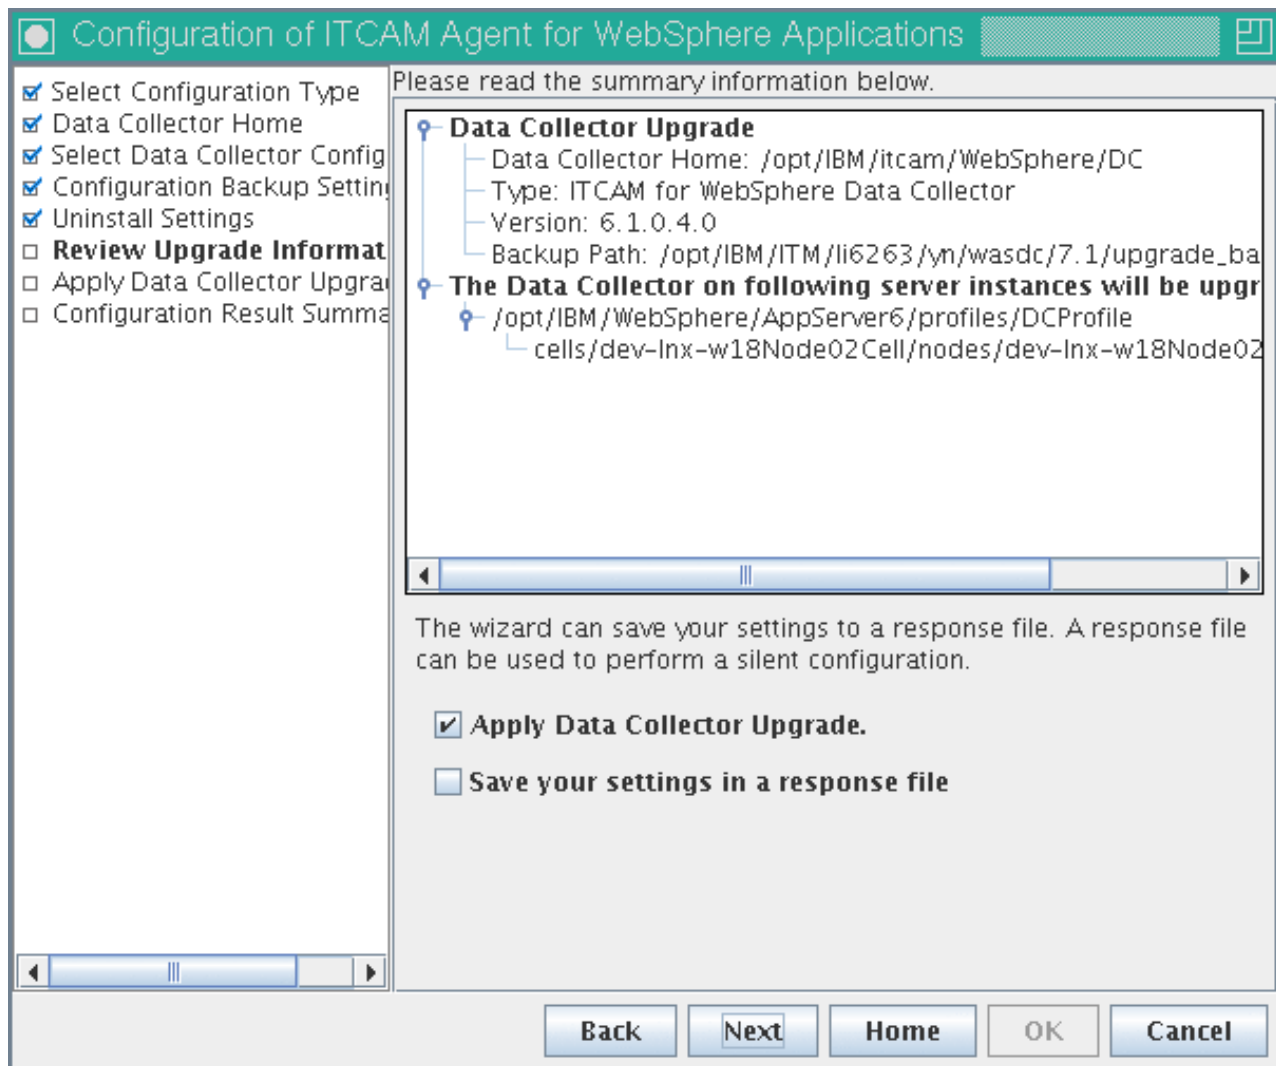 Configuration of ITCAM Agent for WebSphere Applications
Select Configuration Type
Data Collector Home
Select Data Collector Config
Configuration Backup Setting
Uninstall Settings
Review Upgrade Informat
Apply Data Collector Upgra
Configuration Result Summa
Please read the summary information below.
Data Collector Upgrade
Data Collector Home: /opt/IBM/itcam/WebSphere/DC
Type: ITCAM for WebSphere Data Collector
Version: 6.1.0.4.0
Backup Path: /opt/IBM/ITM/li6263/yn/wasdc/7.1/upgrade_ba
The Data Collector on following server instances will be upgr
/opt/IBM/WebSphere/AppServer6/profiles/DCProfile
cells/dev-lnx-w18Node02Cell/nodes/dev-lnx-w18Node02
The wizard can save your settings to a response file. A response file
can be used to perform a silent configuration.
Apply Data Collector Upgrade.
Save your settings in a response file
Back Next Home OK Cancel